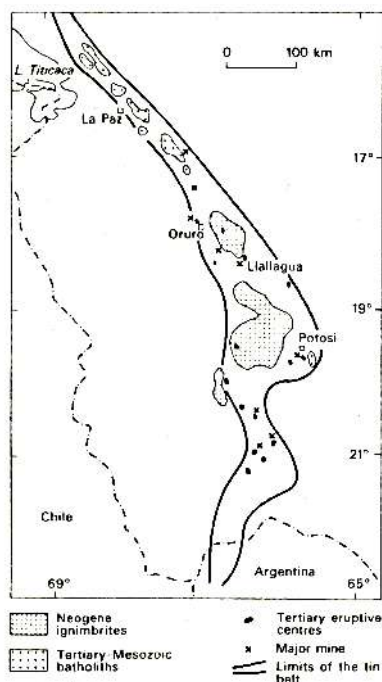 0 100 km
L. Titicaca
La Paz
17°
Oruro
Llallagua
19°
Potosi
21°
Chile
69°
Argentina
65°
Neogene
ignimbrites
Tertiary-Mesozoic
batholiths
Tertiary eruptive
centres
Major mine
Limits of the tin
belt